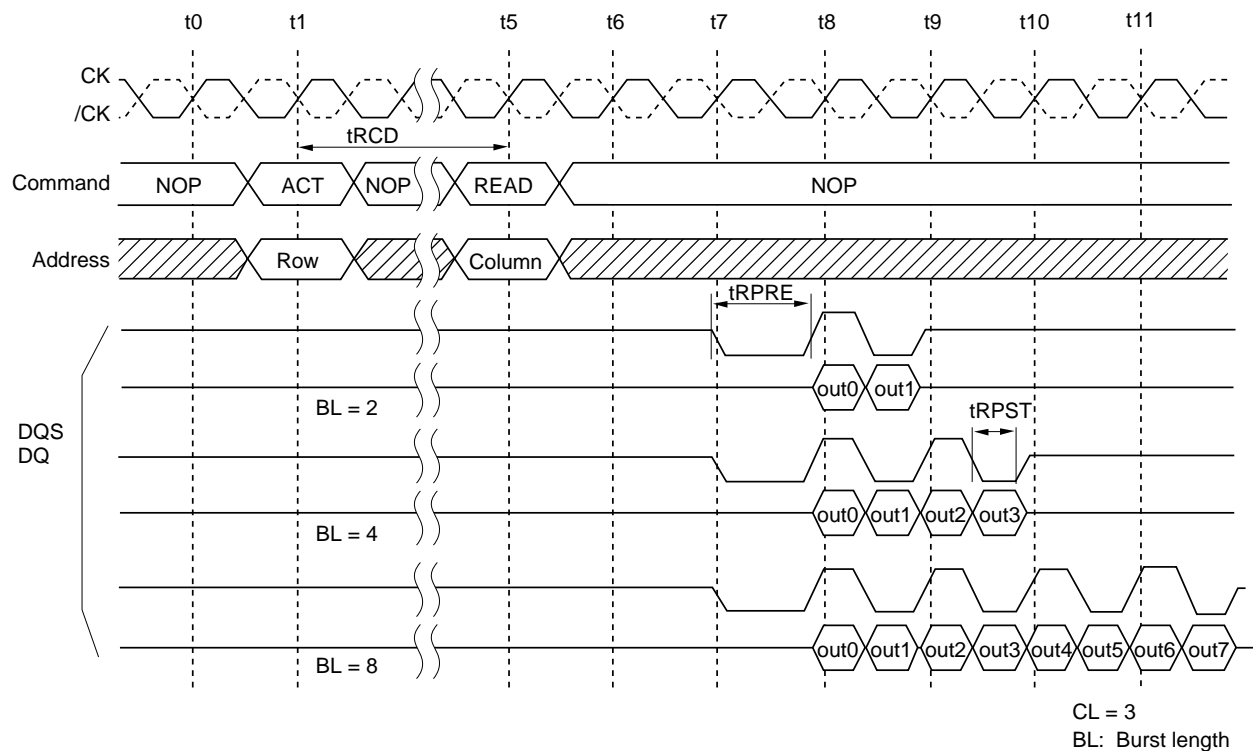 t0 t1 t5 t6 t7 t8 t9 t10 t11
CK
/CK
tRCD
Command NOP ACT NOP READ NOP
Address Row Column
tRPRE
out0 out1
BL = 2
tRPST
DQS
DQ
out0 out1 out2 out3
BL = 4
out0 out1 out2 out3 out4 out5 out6 out7
BL = 8
CL = 3
BL: Burst length